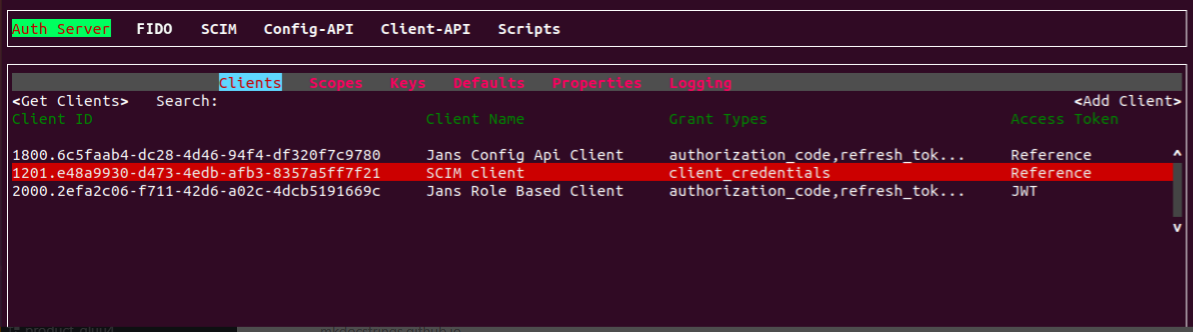 Auth Server FIDO SCIM Config-API Client-API Scripts
Clients Scopes Keys Defaults Properties Logging
<Get Clients> Search: <Add Client>
Client ID Client Name Grant Types Access Token
1800.6c5faab4-dc28-4d46-94f4-df320f7c9780 Jans Config Api Client authorization_code,refresh_tok... Reference ^
1201.e48a9930-d473-4edb-afb3-8357a5ff7f21 SCIM client client_credentials Reference
2000.2efa2c06-f711-42d6-a02c-4dcb5191669c Jans Role Based Client authorization_code,refresh_tok... JWT
v